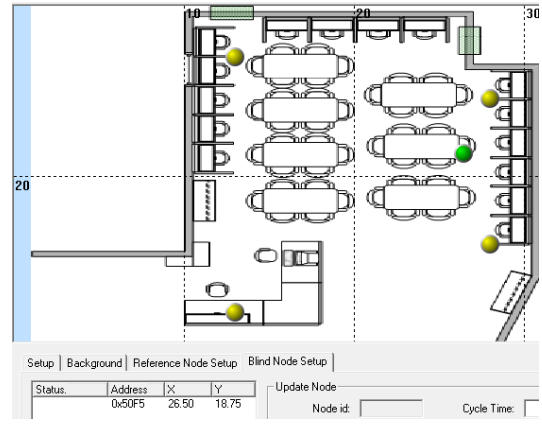 10 20 30
20
Setup Background Reference Node Setup Blind Node Setup
Status. Address X Y Update Node
0x50F5 26.50 18.75 Node id: Cycle Time: